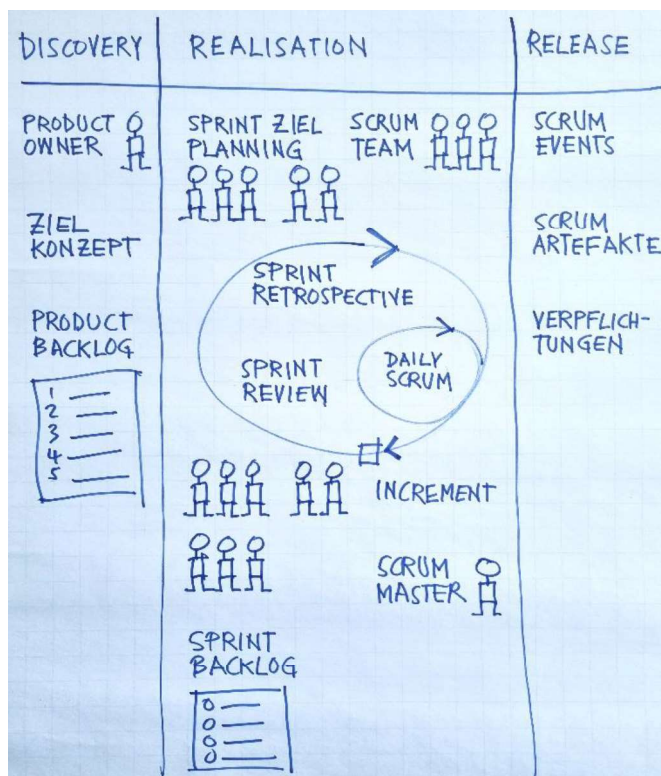 DISCOVERY
REALISATION
RELEASE
PRODUCT
OWNER
ZIEL
KONZEPT
PRODUCT
BACKLOG
1
2
3
4
5
SPRINT ZIEL
PLANNING
SCRUM
TEAM
SPRINT
RETROSPECTIVE
SPRINT
REVIEW
DAILY
SCRUM
INCREMENT
SCRUM
MASTER
SPRINT
BACKLOG
SCRUM
EVENTS
SCRUM
ARTEFAKTE
VERPFLICH-
TUNGEN